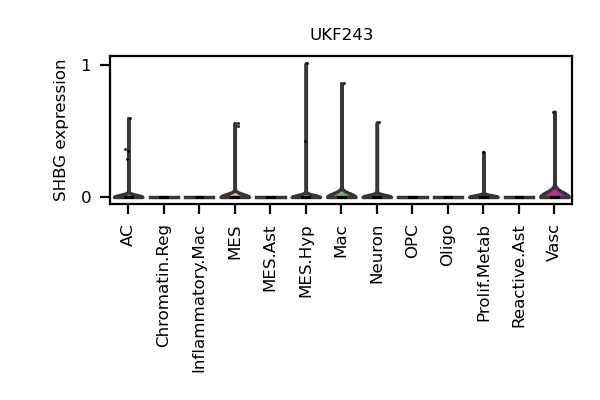 UKF243
SHBG expression
1
0
AC
Chromatin.Reg
Inflammatory.Mac
MES
MES.Ast
MES.Hyp
Mac
Neuron
OPC
Oligo
Prolif.Metab
Reactive.Ast
Vasc